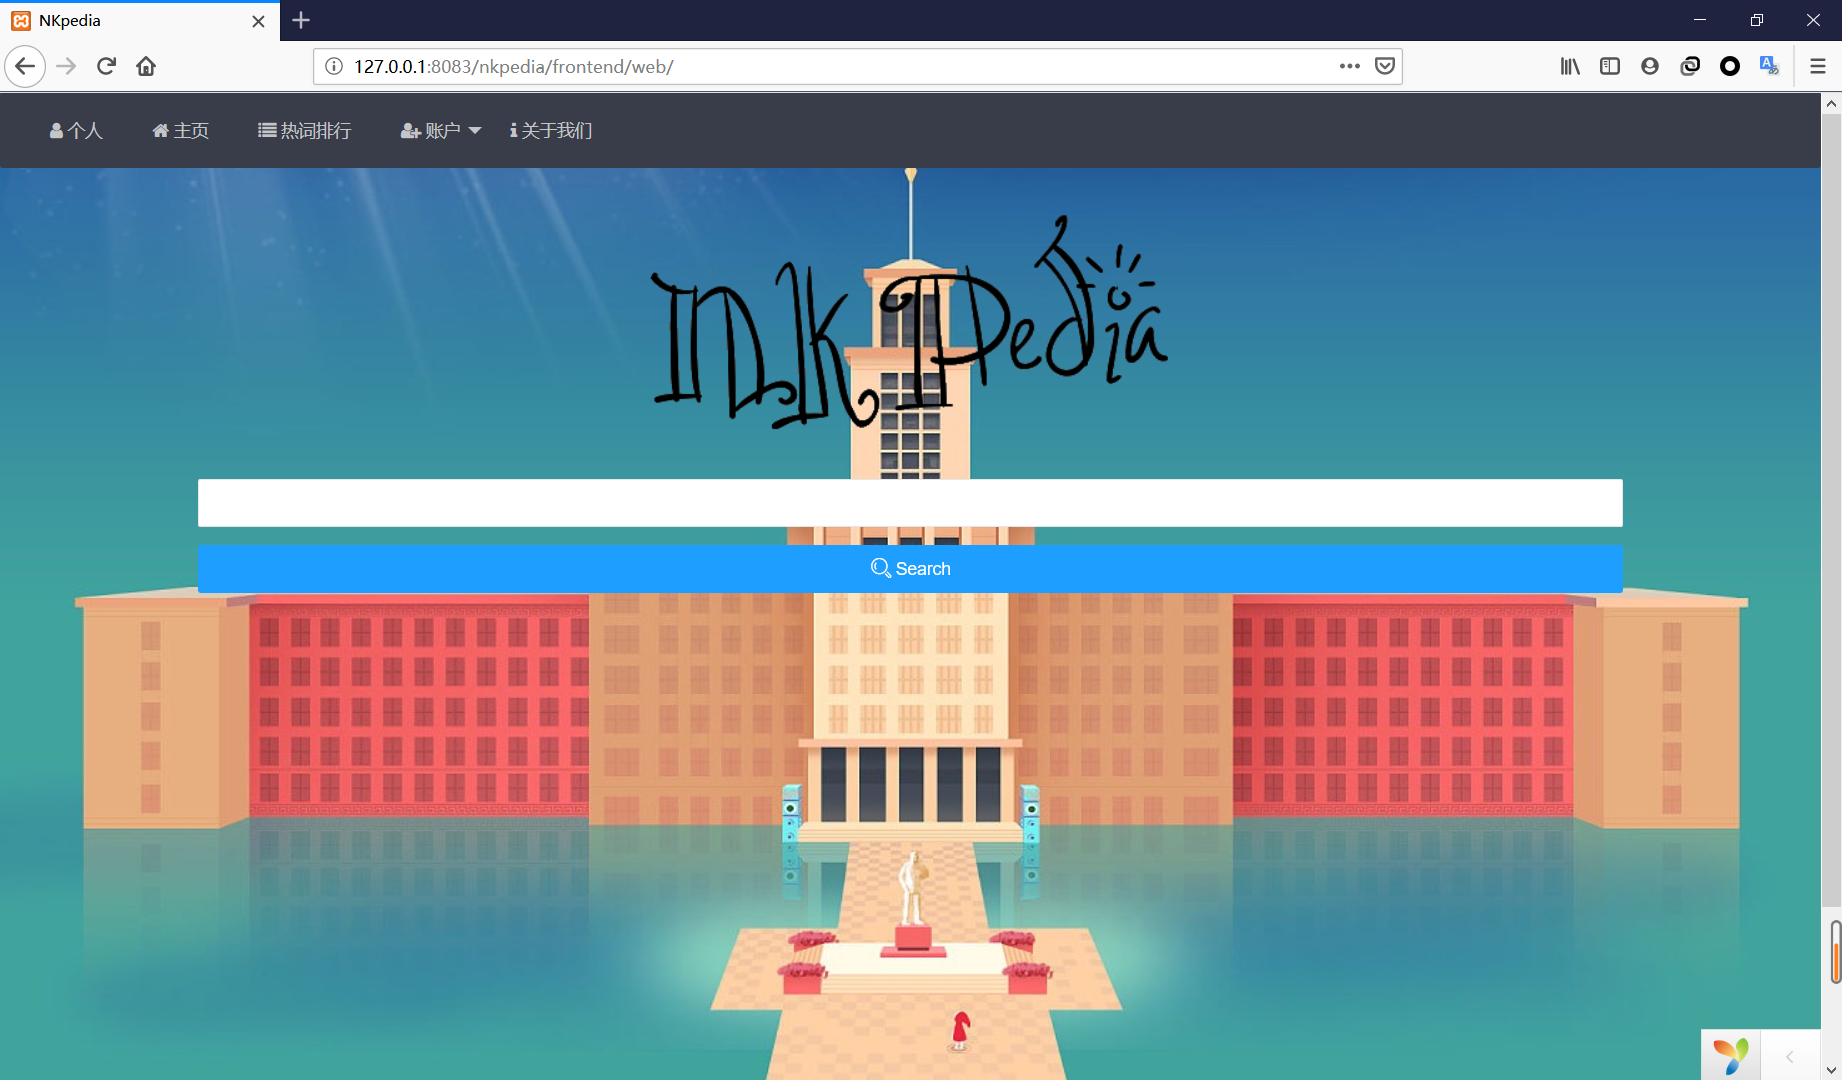 NKpedia
127.0.0.1:8083/nkpedia/frontend/web/
个人 主页 热词排行 账户 关于我们
NKPedia
Search